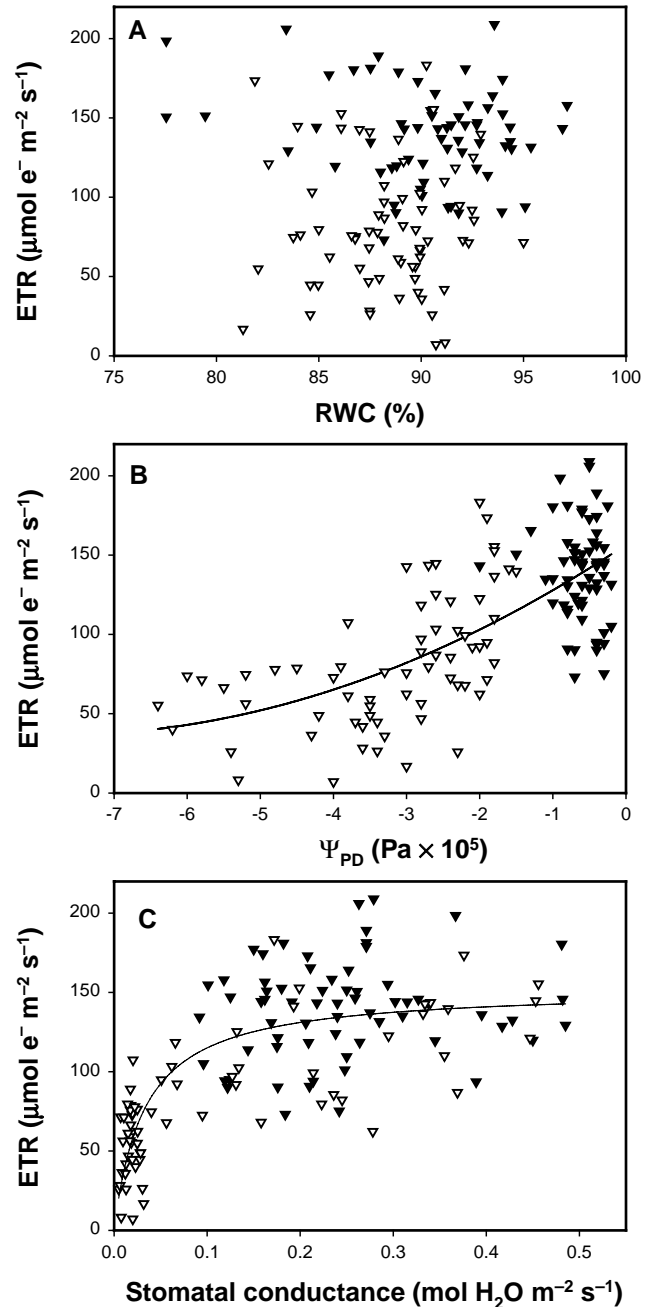 A
200
150
100
50
0
ETR (μmol e⁻ m⁻² s⁻¹)
75 80 85 90 95 100
RWC (%)
B
200
150
100
50
0
ETR (μmol e⁻ m⁻² s⁻¹)
-7 -6 -5 -4 -3 -2 -1 0
Ψ_PD (Pa × 10⁵)
C
200
150
100
50
0
ETR (μmol e⁻ m⁻² s⁻¹)
0.0 0.1 0.2 0.3 0.4 0.5
Stomatal conductance (mol H₂O m⁻² s⁻¹)